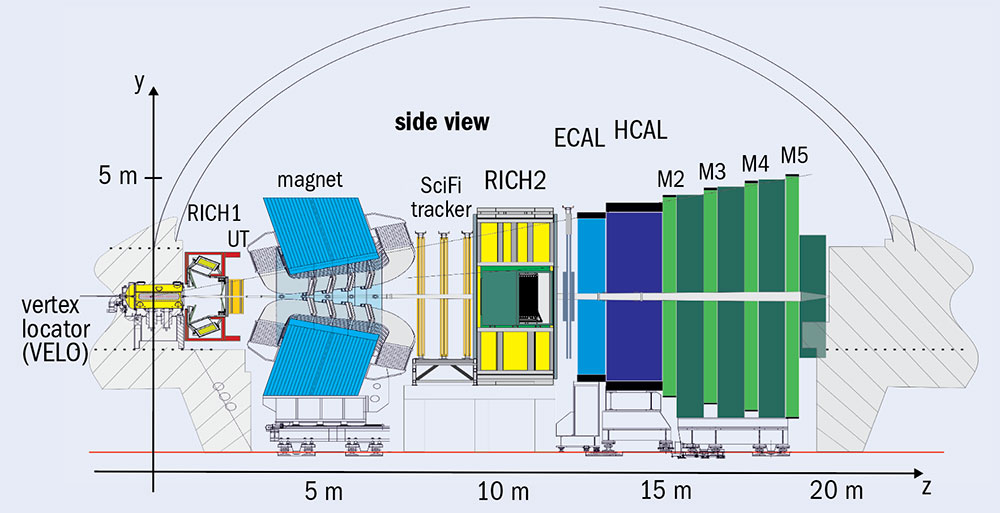 y
side view
ECAL
HCAL
5 m
magnet
SciFi
tracker
RICH2
M2
M3
M4
M5
RICH1
UT
vertex
locator
(VELO)
5 m
10 m
15 m
20 m
z